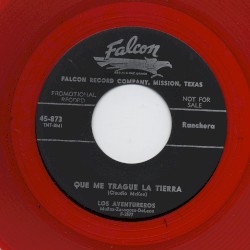 Falcon
FALCON RECORD COMPANY, MISSION, TEXAS
PROMOTIONAL RECORD
NOT FOR SALE
45-873
Ranchera
QUE ME TRAGUE LA TIERRA
LOS AVENTUREROS